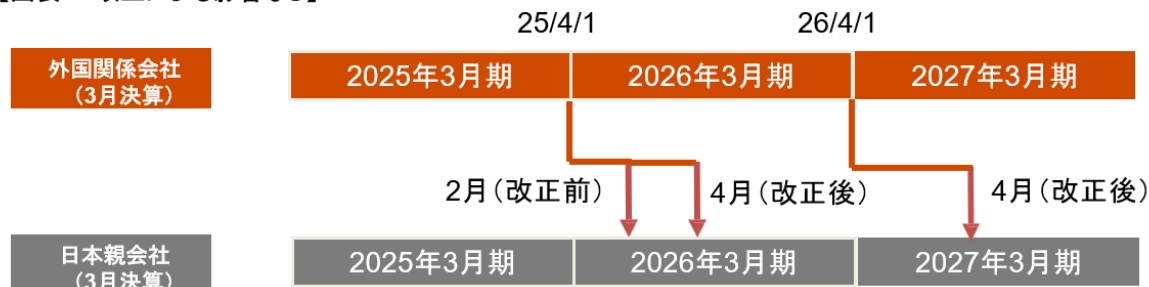 25/4/1 26/4/1
外国関係会社
（3月決算）
2025年3月期 2026年3月期 2027年3月期
2月（改正前） 4月（改正後） 4月（改正後）
日本親会社
（3月決算）
2025年3月期 2026年3月期 2027年3月期